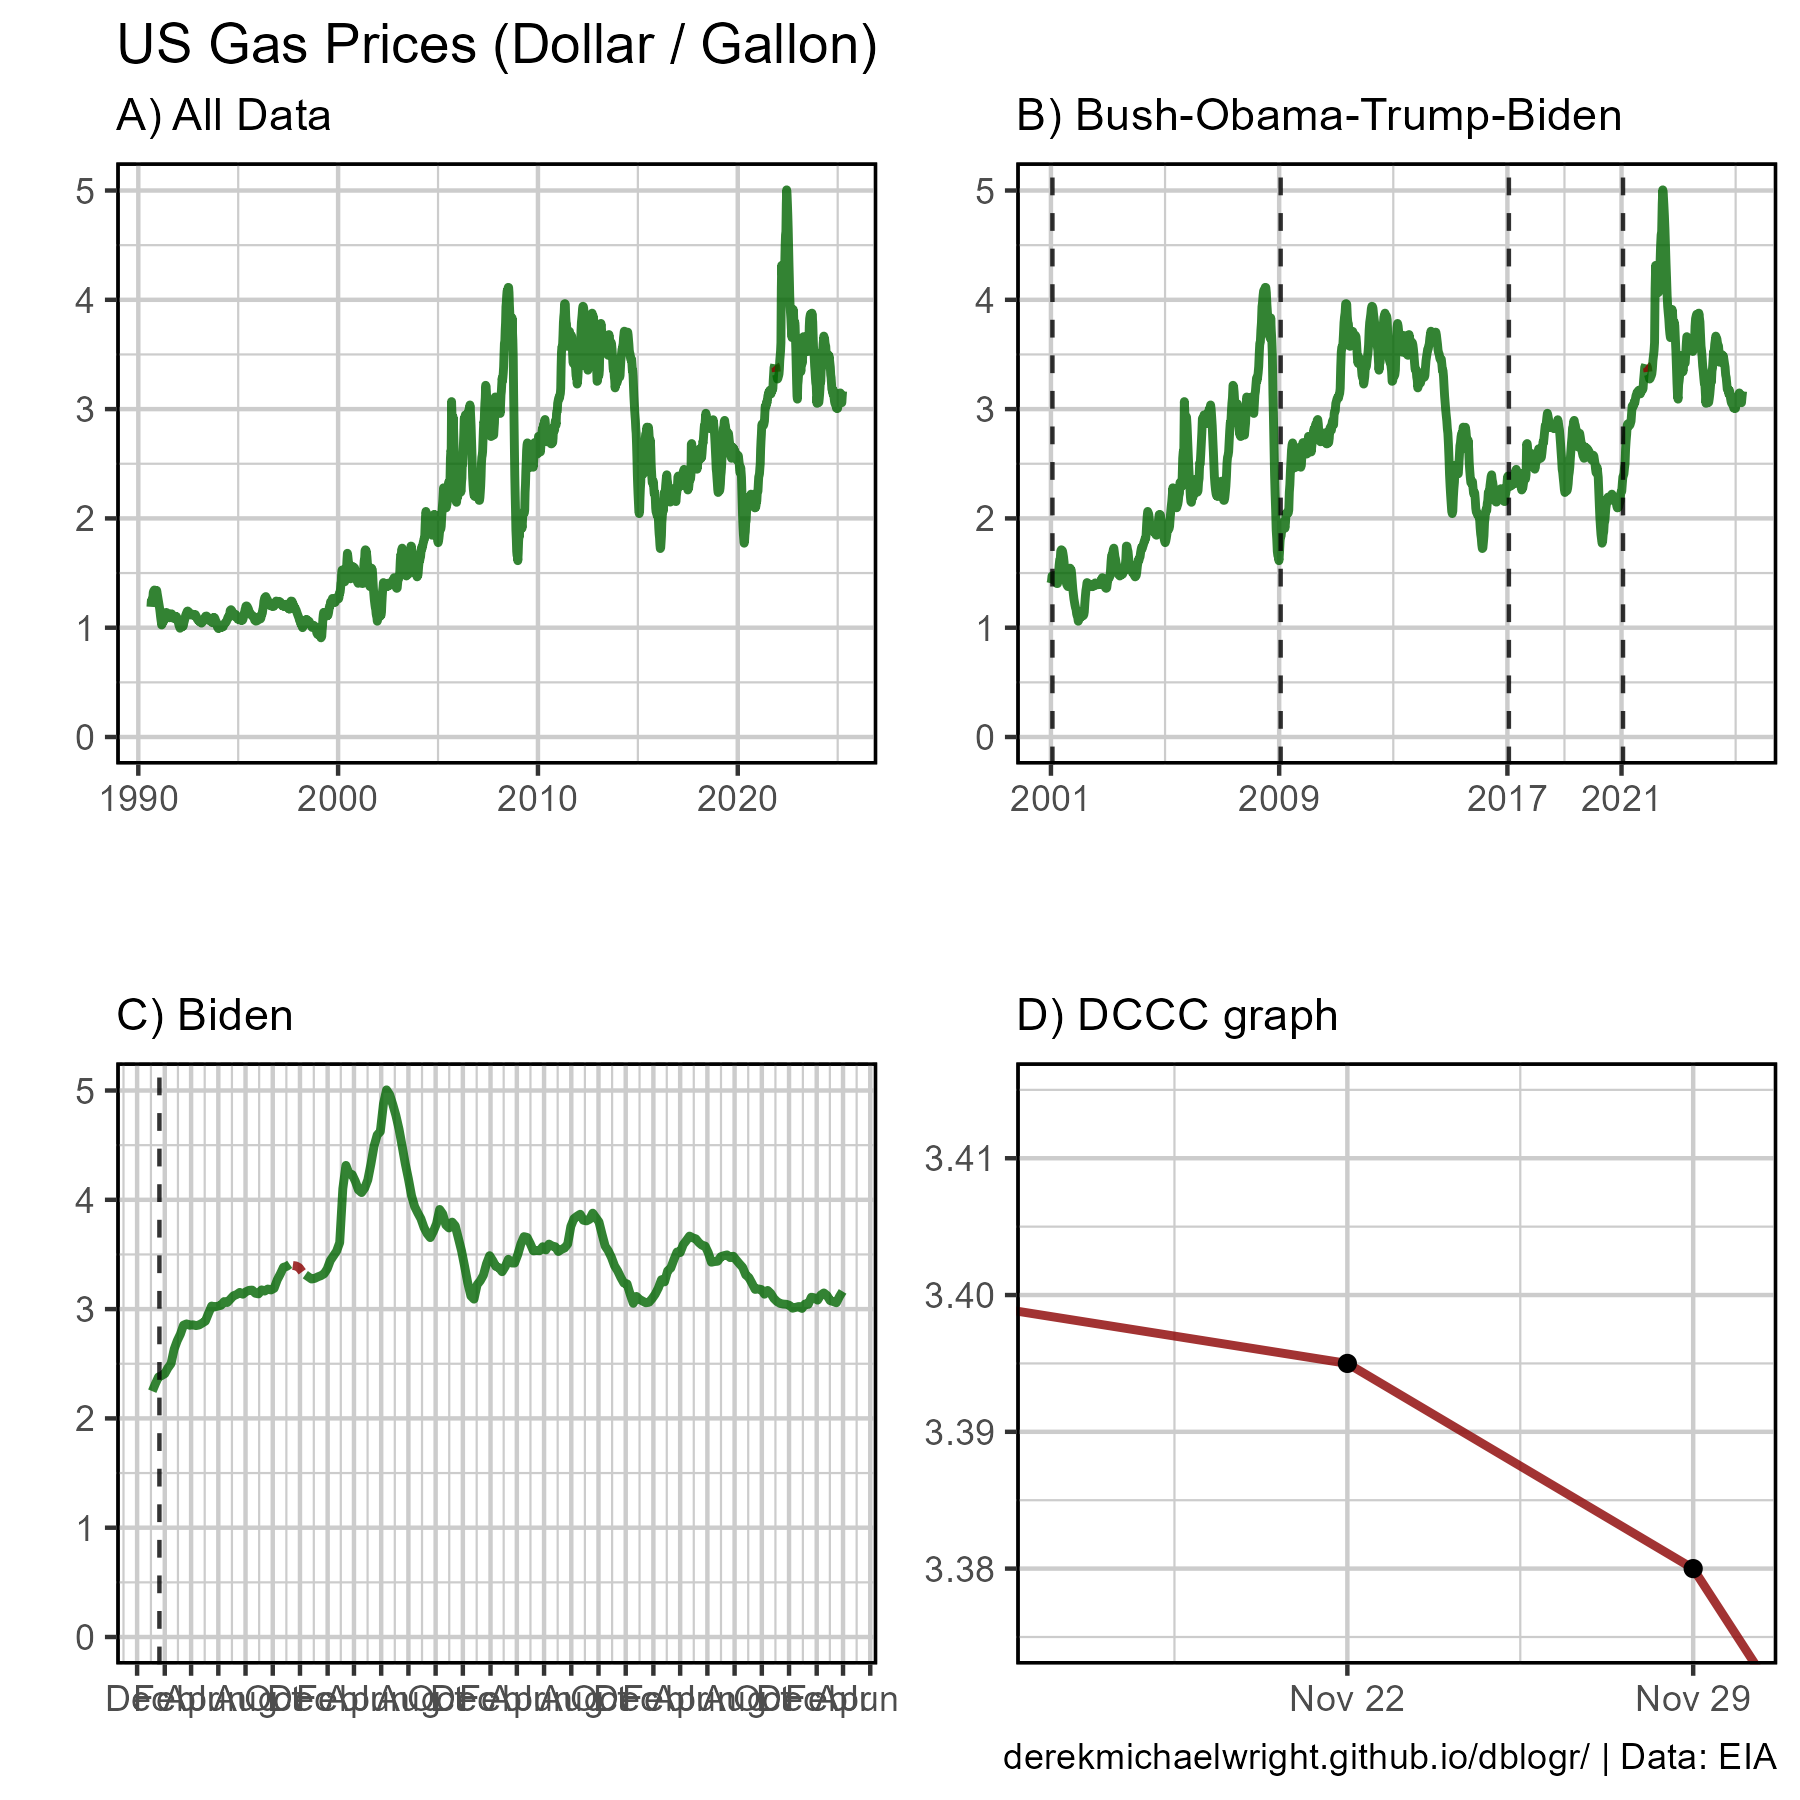 US Gas Prices (Dollar / Gallon)
A) All Data
5
4
3
2
1
0
1990 2000 2010 2020
B) Bush-Obama-Trump-Biden
5
4
3
2
1
0
2001 2009 2017 2021
C) Biden
5
4
3
2
1
0
D) DCCC graph
3.41
3.40
3.39
3.38
Nov 22 Nov 29
derekmichaelwright.github.io/dblogr/ | Data: EIA